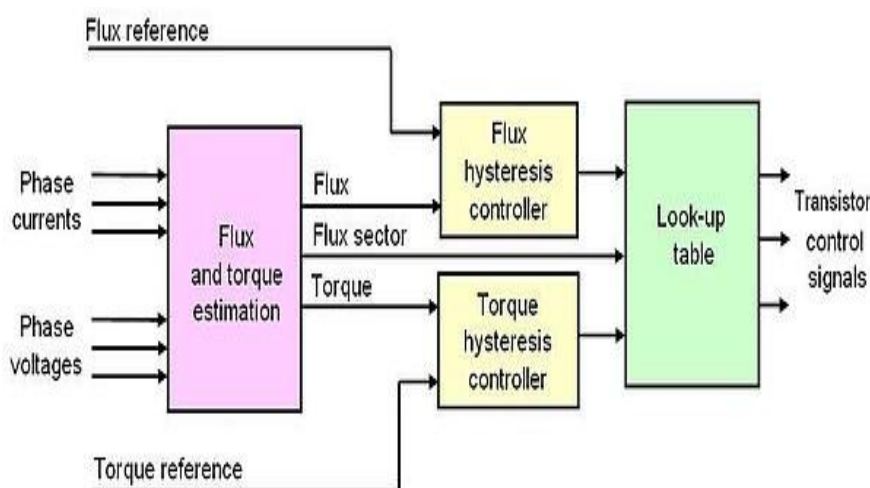 Flux reference
Phase
currents
Phase
voltages
Flux
and torque
estimation
Flux
Flux sector
Torque
Flux
hysteresis
controller
Torque
hysteresis
controller
Look-up
table
Transistor
control
signals
Torque reference